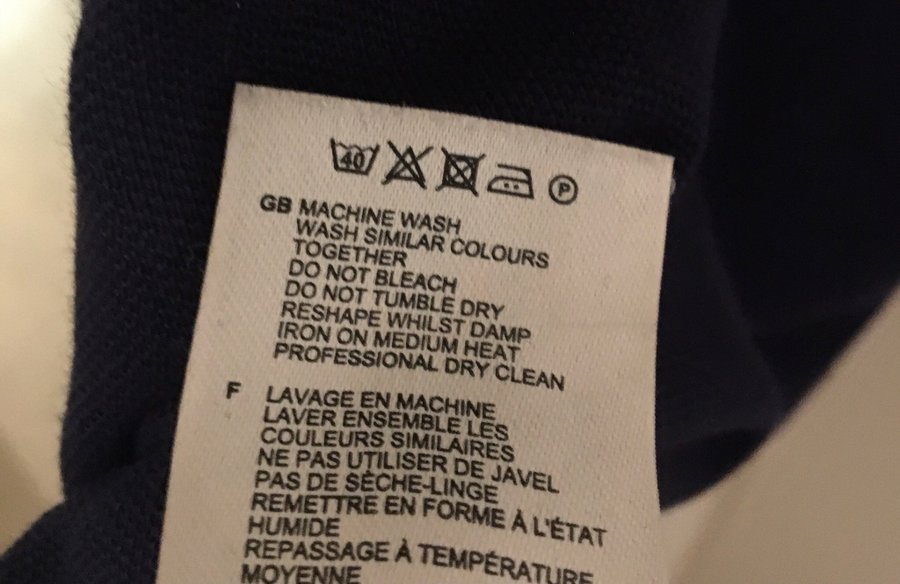 40 P
GB MACHINE WASH
WASH SIMILAR COLOURS
TOGETHER
DO NOT BLEACH
DO NOT TUMBLE DRY
RESHAPE WHILST DAMP
IRON ON MEDIUM HEAT
PROFESSIONAL DRY CLEAN
F LAVAGE EN MACHINE
LAVER ENSEMBLE LES
COULEURS SIMILAIRES
NE PAS UTILISER DE JAVEL
PAS DE SÈCHE-LINGE
REMETTRE EN FORME À L'ÉTAT
HUMIDE
REPASSAGE À TEMPÉRATURE
MOYENNE